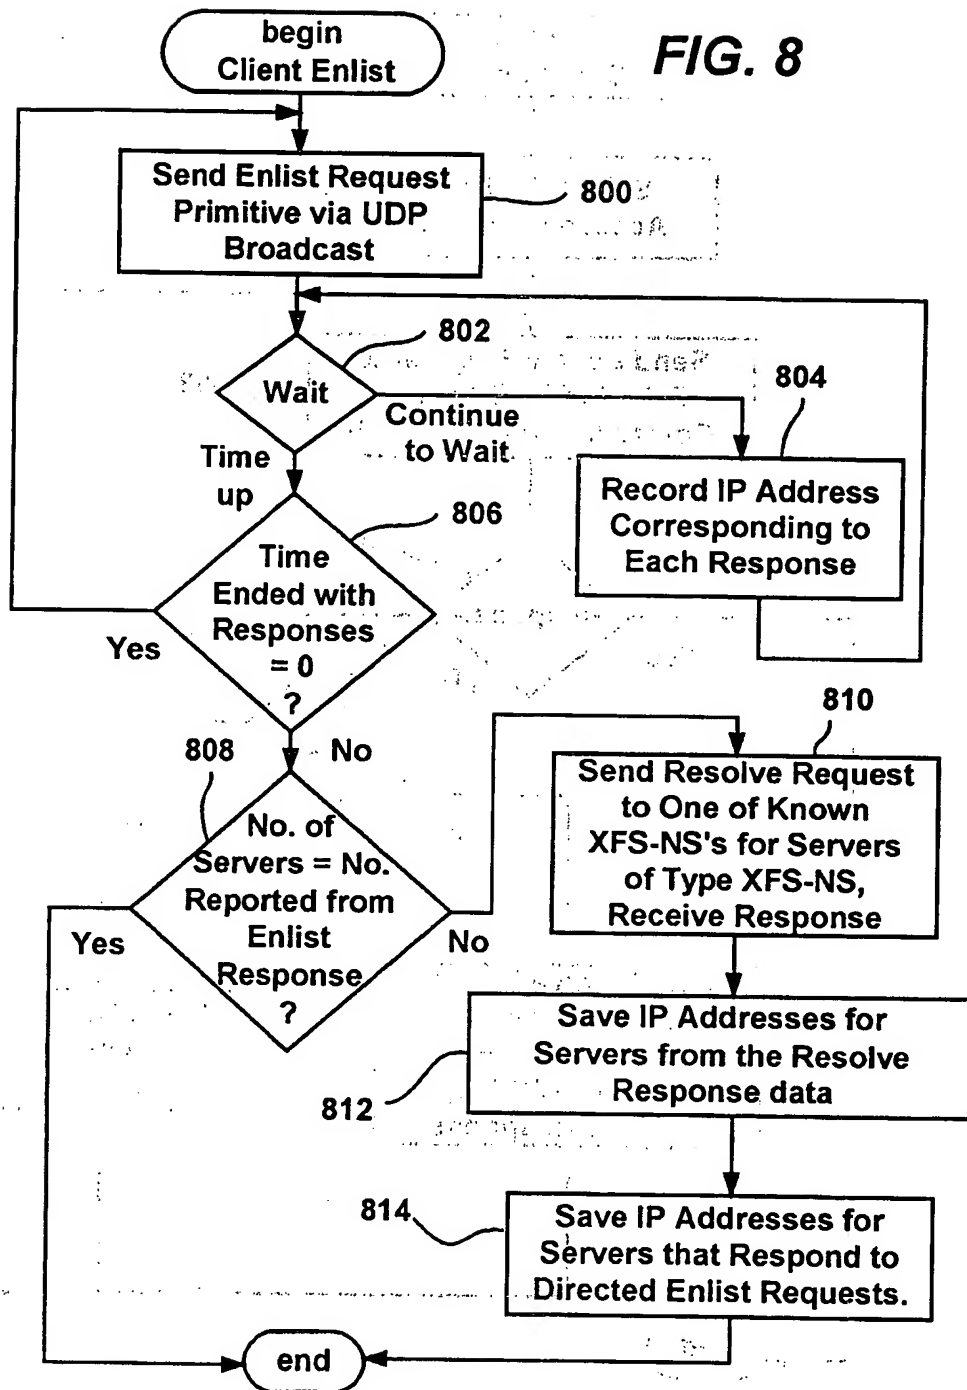 begin
Client Enlist
FIG. 8
Send Enlist Request
Primitive via UDP
Broadcast
800
802
Wait
Continue
to Wait
804
Time
up
Record IP Address
Corresponding to
Each Response
806
Time
Ended with
Responses
= 0
?
Yes
No
808
No. of
Servers = No.
Reported from
Enlist
Response
?
Yes
No
810
Send Resolve Request
to One of Known
XFS-NS's for Servers
of Type XFS-NS,
Receive Response
Save IP Addresses for
Servers from the Resolve
Response data
812
814
Save IP Addresses for
Servers that Respond to
Directed Enlist Requests.
end